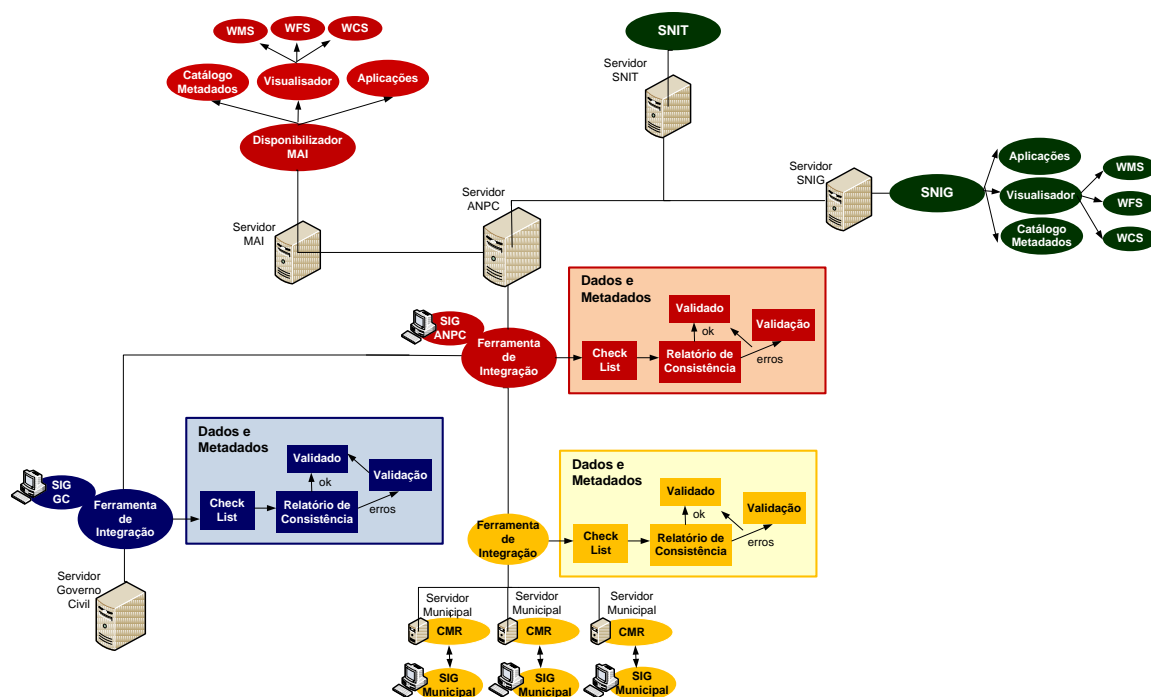 WMS
WFS
WCS
Catálogo
Metadados
Visualisador
Aplicações
Disponibilizador
MAI
Servidor
MAI
SNIT
Servidor
SNIT
Servidor
ANPC
Servidor
SNIG
SNIG
Aplicações
Visualisador
Catálogo
Metadados
WMS
WFS
WCS
SIG
ANPC
Ferramenta
de
Integração
Dados e
Metadados
Validado
Validação
ok
erros
Check
List
Relatório de
Consistência
SIG
GC
Ferramenta
de
Integração
Dados e
Metadados
Validado
Validação
ok
erros
Check
List
Relatório de
Consistência
Servidor
Governo
Civil
Ferramenta
de
Integração
Dados e
Metadados
Validado
Validação
ok
erros
Check
List
Relatório de
Consistência
Servidor
Municipal
CMR
SIG
Municipal
Servidor
Municipal
CMR
SIG
Municipal
Servidor
Municipal
CMR
SIG
Municipal